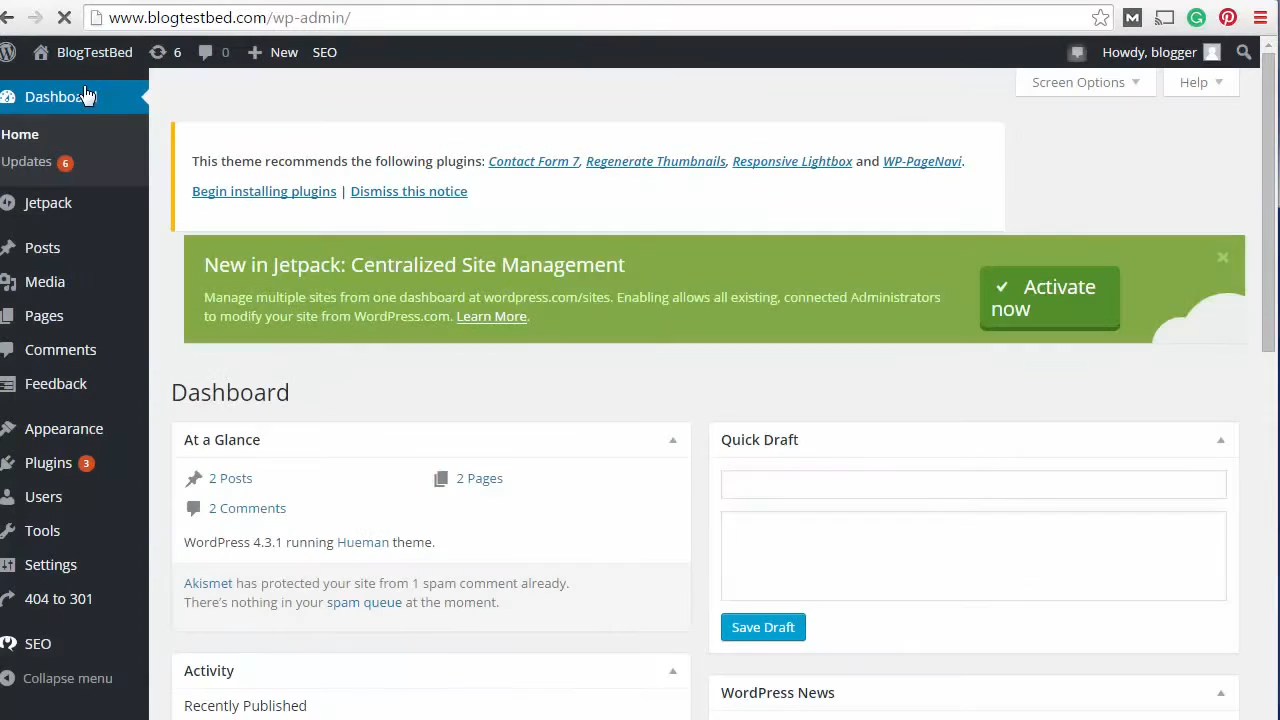 www.blogtestbed.com/wp-admin/
M
BlogTestBed 6 0 New SEO Howdy, blogger
Screen Options Help
Home
Updates 6
Jetpack
Posts
Media
Pages
Comments
Feedback
Appearance
Plugins 3
Users
Tools
Settings
404 to 301
SEO
Collapse menu
This theme recommends the following plugins: Contact Form 7, Regenerate Thumbnails, Responsive Lightbox and WP-PageNavi.
Begin installing plugins | Dismiss this notice
New in Jetpack: Centralized Site Management
Manage multiple sites from one dashboard at wordpress.com/sites. Enabling allows all existing, connected Administrators
to modify your site from WordPress.com. Learn More.
Activate
now
Dashboard
At a Glance
2 Posts 2 Pages
2 Comments
WordPress 4.3.1 running Hueman theme.
Akismet has protected your site from 1 spam comment already.
There's nothing in your spam queue at the moment.
Activity
Recently Published
Quick Draft
Save Draft
WordPress News